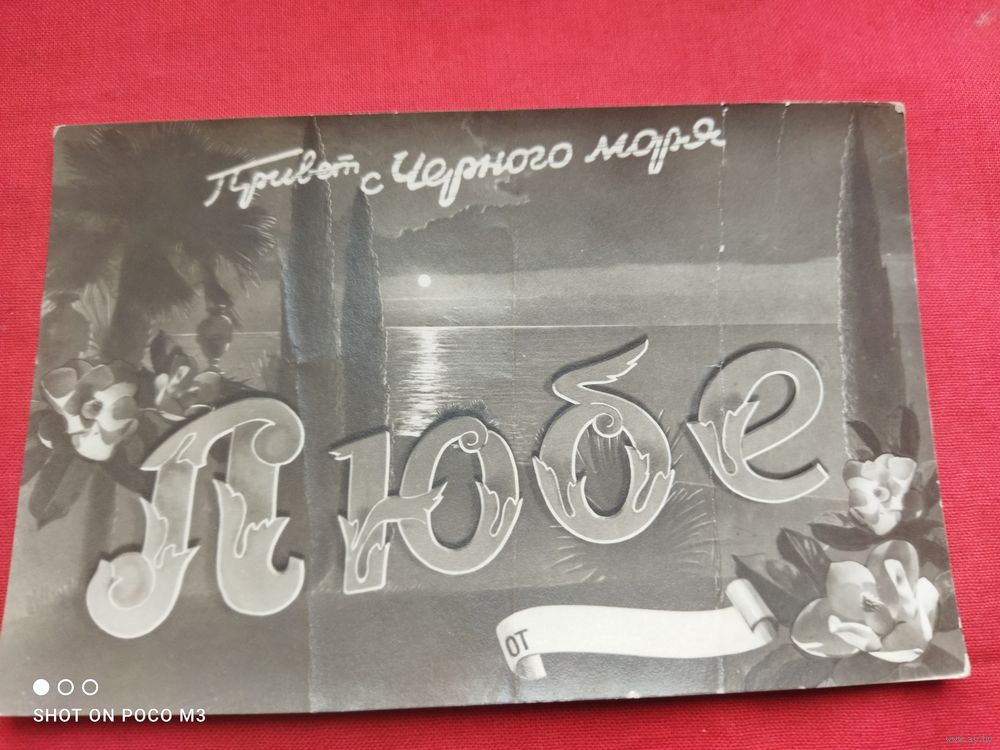 Привет с Черного моря
Любе
ОТ
SHOT ON POCO M3